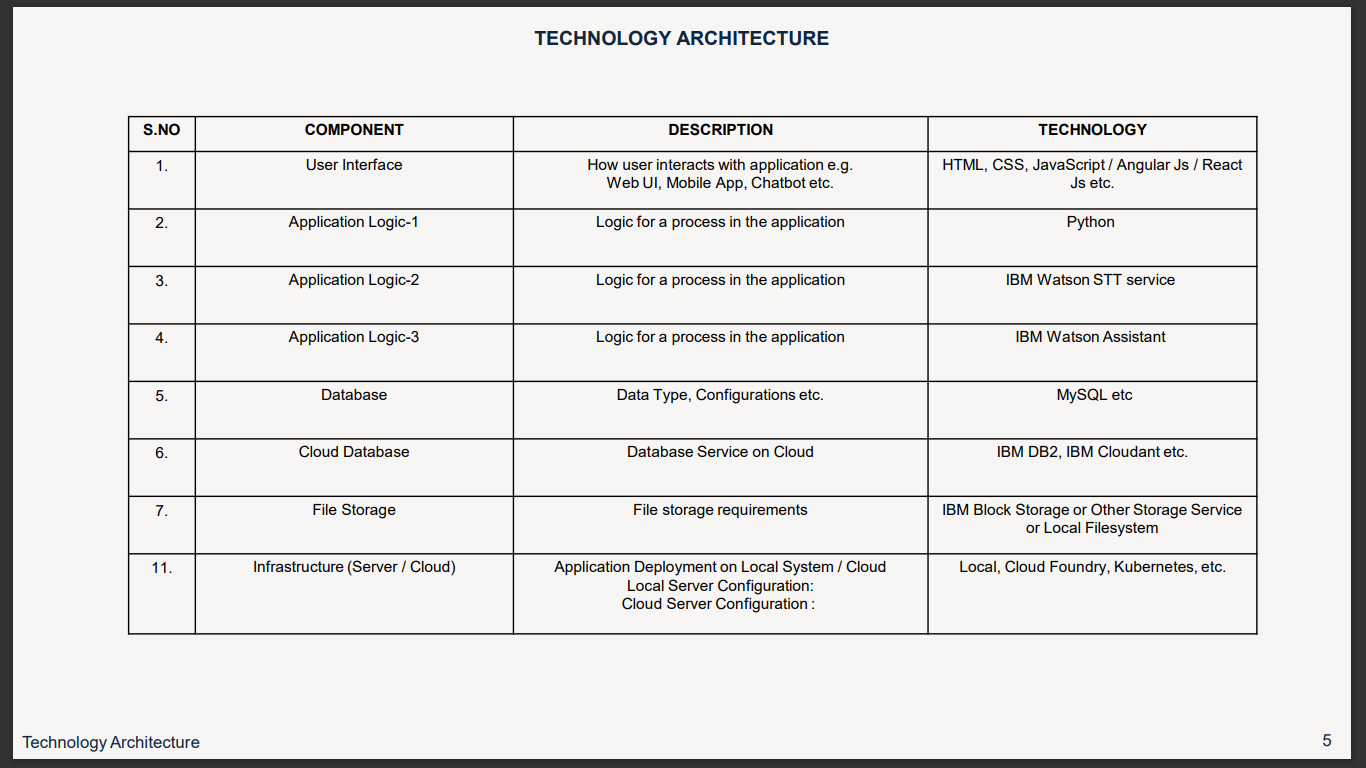 TECHNOLOGY ARCHITECTURE
S.NO COMPONENT DESCRIPTION TECHNOLOGY
1. User Interface How user interacts with application e.g. HTML, CSS, JavaScript / Angular Js / React
Web UI, Mobile App, Chatbot etc. Js etc.
2. Application Logic-1 Logic for a process in the application Python
3. Application Logic-2 Logic for a process in the application IBM Watson STT service
4. Application Logic-3 Logic for a process in the application IBM Watson Assistant
5. Database Data Type, Configurations etc. MySQL etc
6. Cloud Database Database Service on Cloud IBM DB2, IBM Cloudant etc.
7. File Storage File storage requirements IBM Block Storage or Other Storage Service
or Local Filesystem
11. Infrastructure (Server / Cloud) Application Deployment on Local System / Cloud Local, Cloud Foundry, Kubernetes, etc.
Local Server Configuration:
Cloud Server Configuration :
Technology Architecture 5